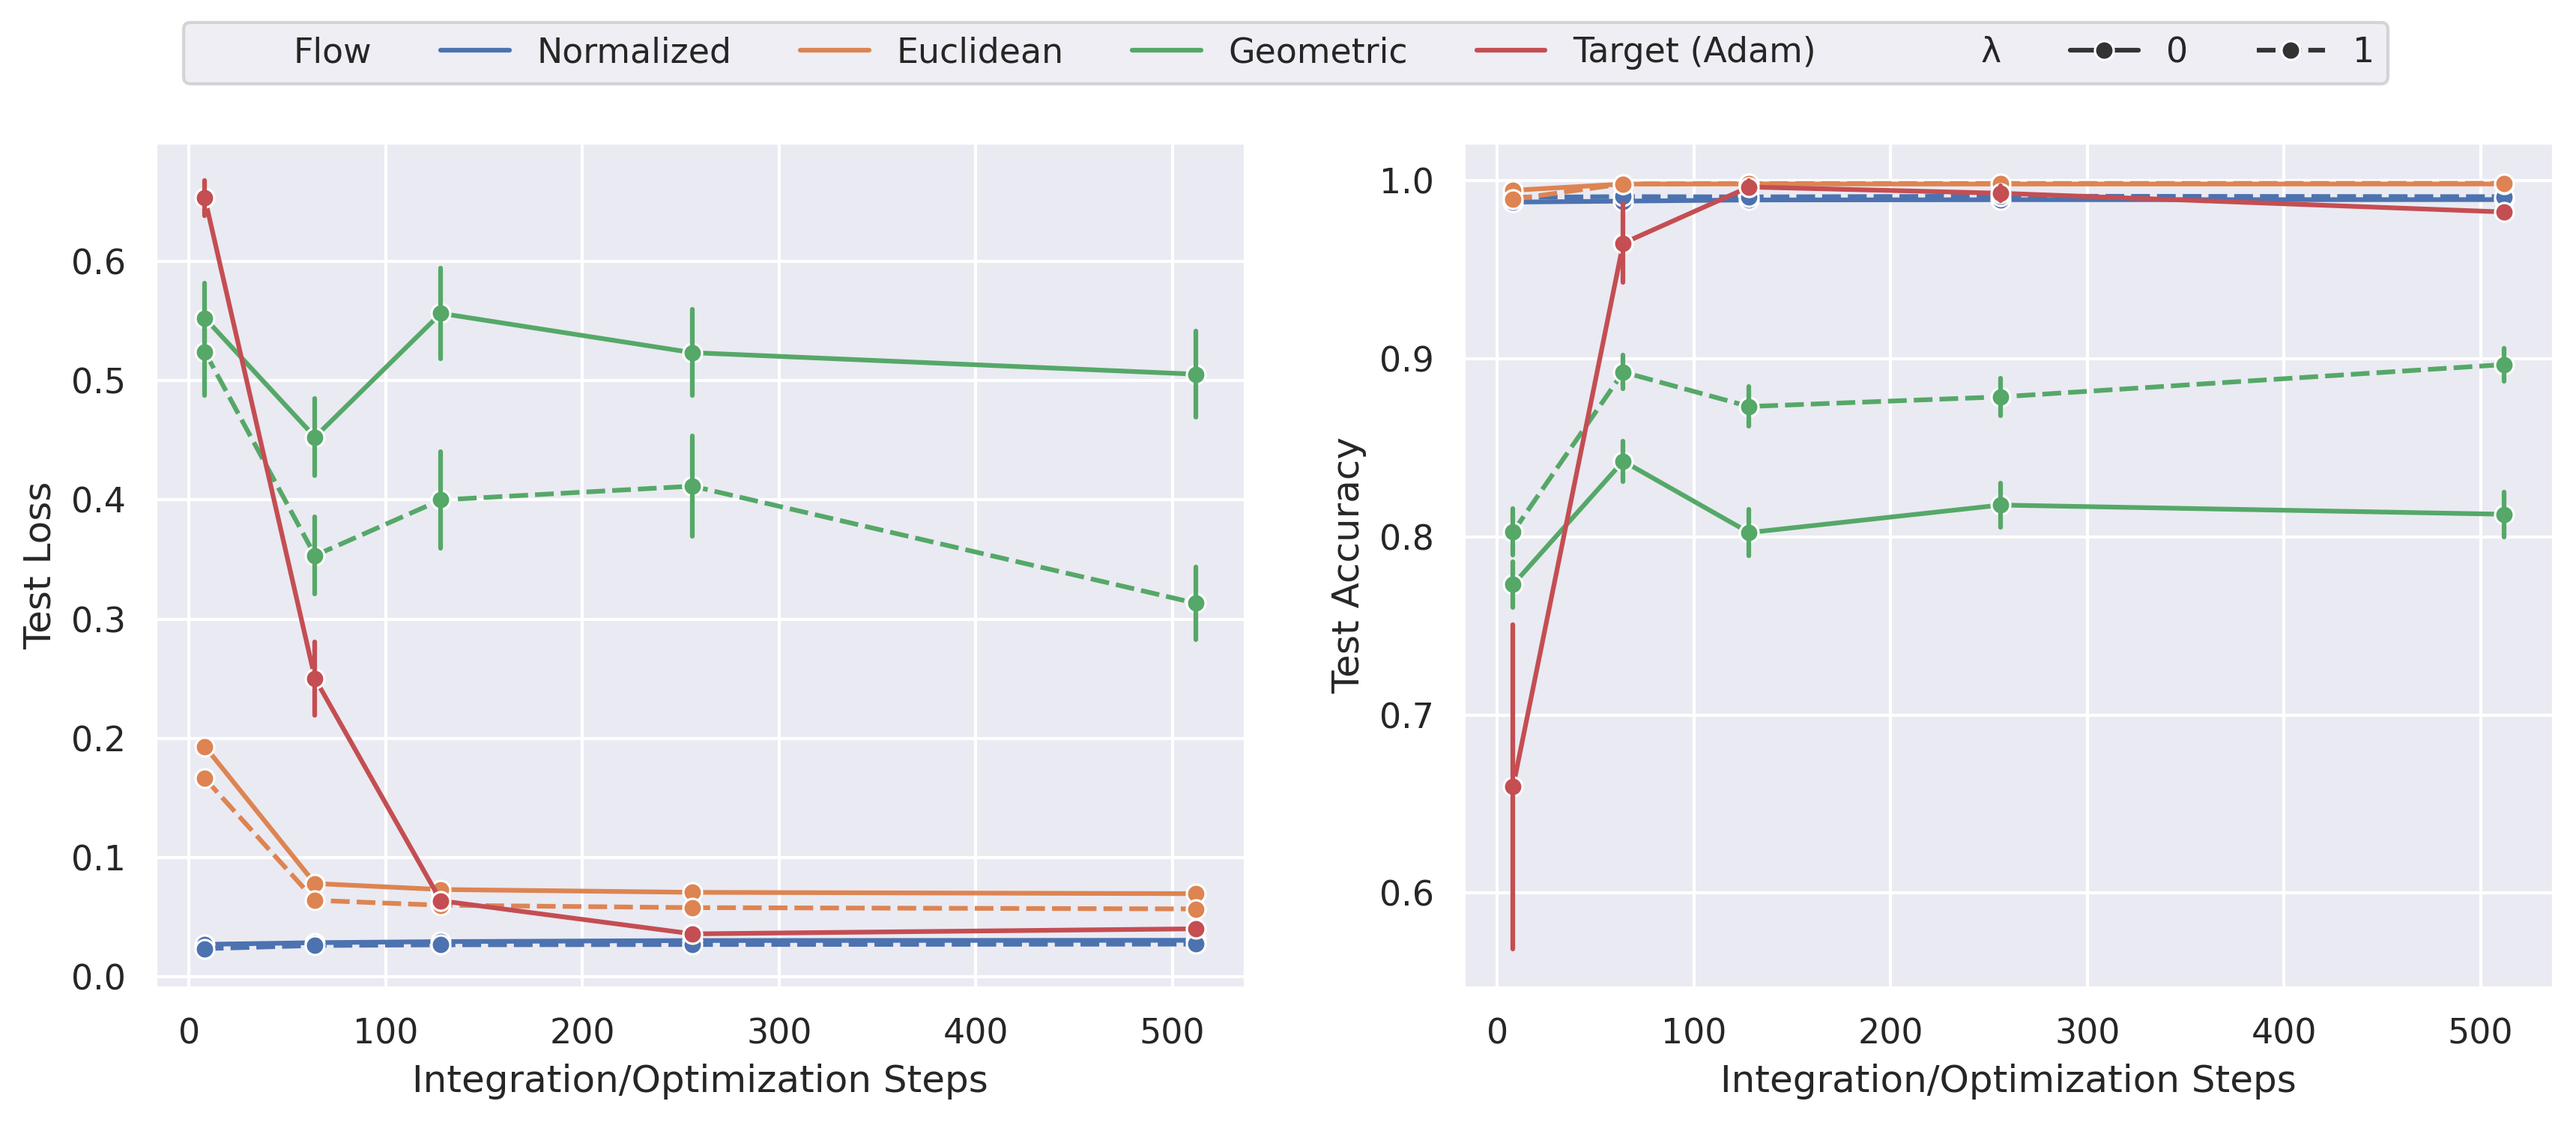 Flow Normalized Euclidean Geometric Target (Adam) λ 0 1
Test Loss
0.6
0.5
0.4
0.3
0.2
0.1
0.0
0 100 200 300 400 500
Integration/Optimization Steps
Test Accuracy
1.0
0.9
0.8
0.7
0.6
0 100 200 300 400 500
Integration/Optimization Steps